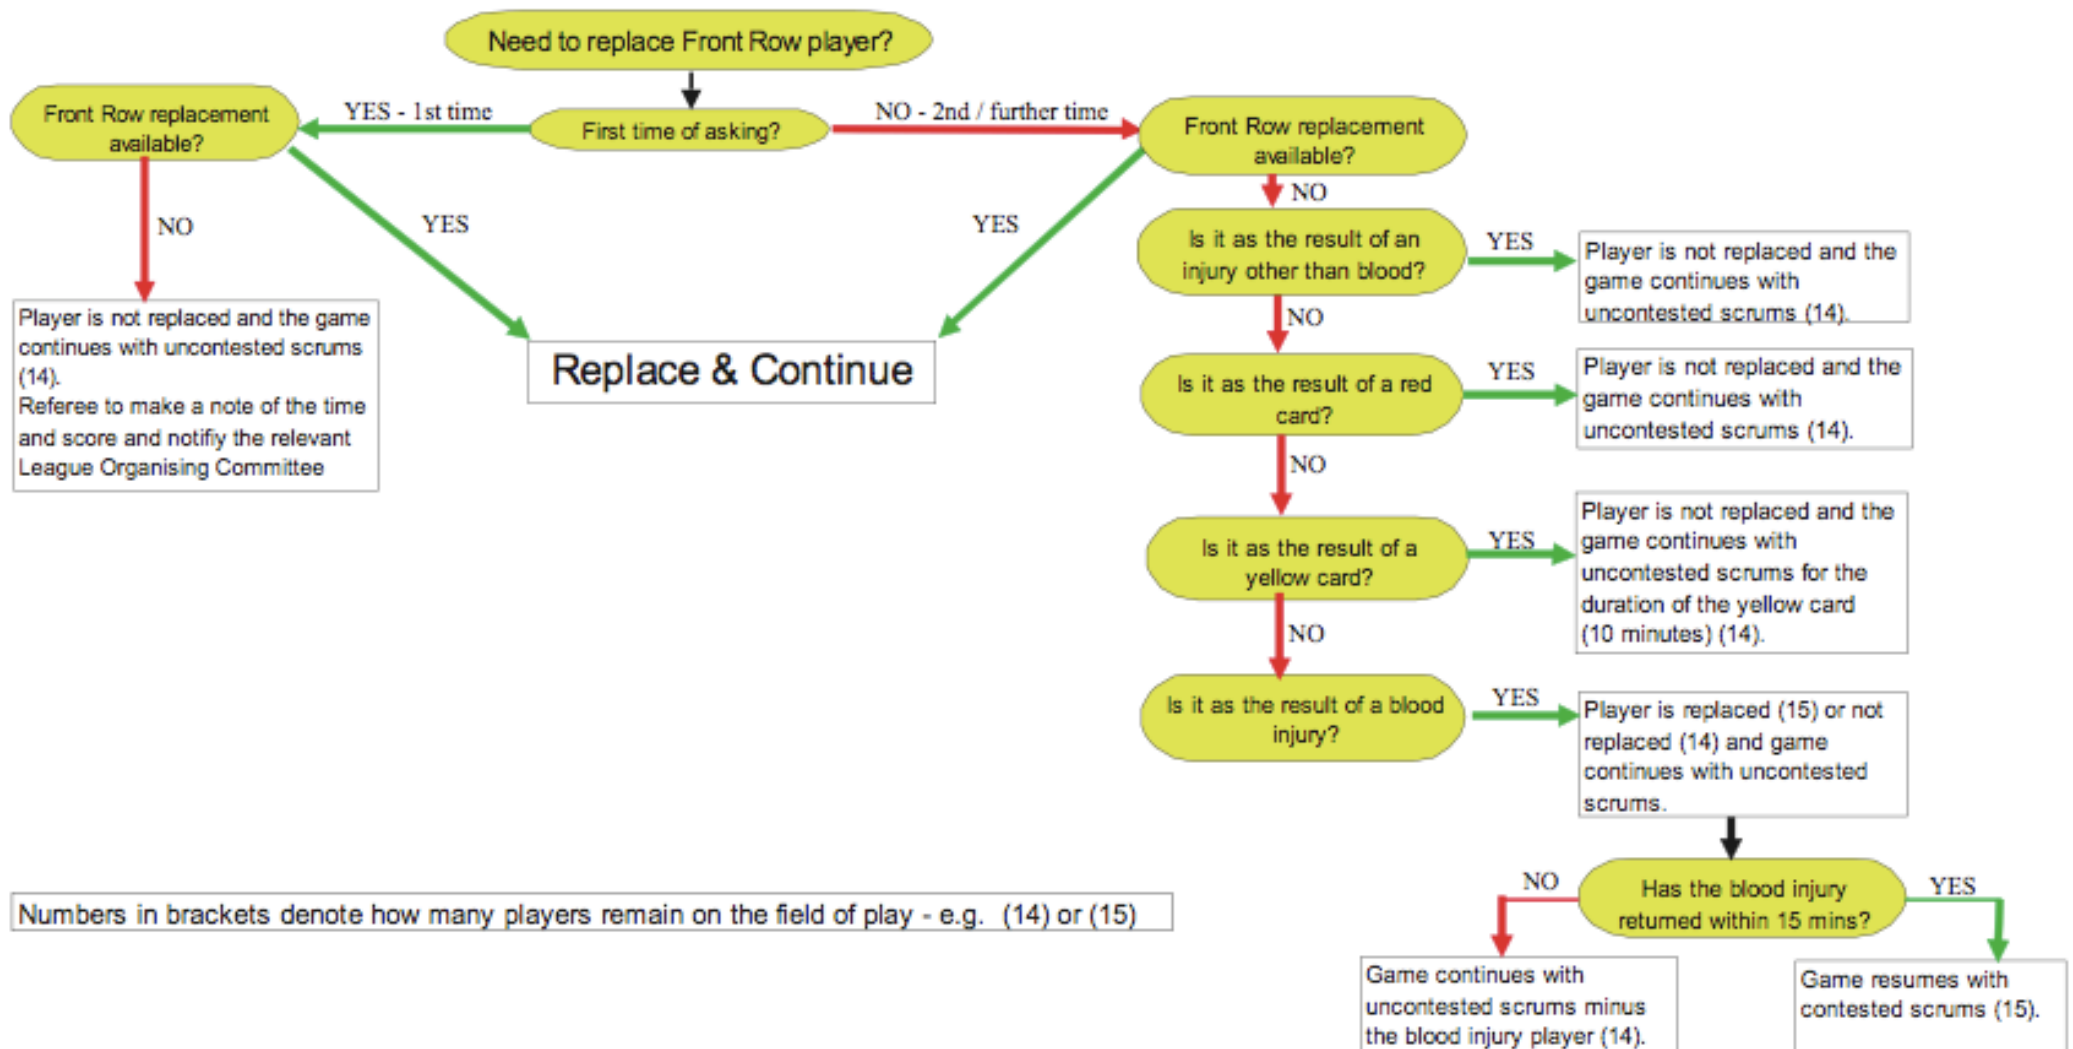 Need to replace Front Row player?
First time of asking?
YES - 1st time
NO - 2nd / further time
Front Row replacement
available?
NO
YES
Player is not replaced and the game
continues with uncontested scrums
(14).
Referee to make a note of the time
and score and notifiy the relevant
League Organising Committee
Replace & Continue
Front Row replacement
available?
YES
NO
Is it as the result of an
injury other than blood?
YES
Player is not replaced and the
game continues with
uncontested scrums (14).
NO
Is it as the result of a red
card?
YES
Player is not replaced and the
game continues with
uncontested scrums (14).
NO
Is it as the result of a
yellow card?
YES
Player is not replaced and the
game continues with
uncontested scrums for the
duration of the yellow card
(10 minutes) (14).
NO
Is it as the result of a blood
injury?
YES
Player is replaced (15) or not
replaced (14) and game
continues with uncontested
scrums.
Has the blood injury
returned within 15 mins?
NO
YES
Game continues with
uncontested scrums minus
the blood injury player (14).
Game resumes with
contested scrums (15).
Numbers in brackets denote how many players remain on the field of play - e.g. (14) or (15)